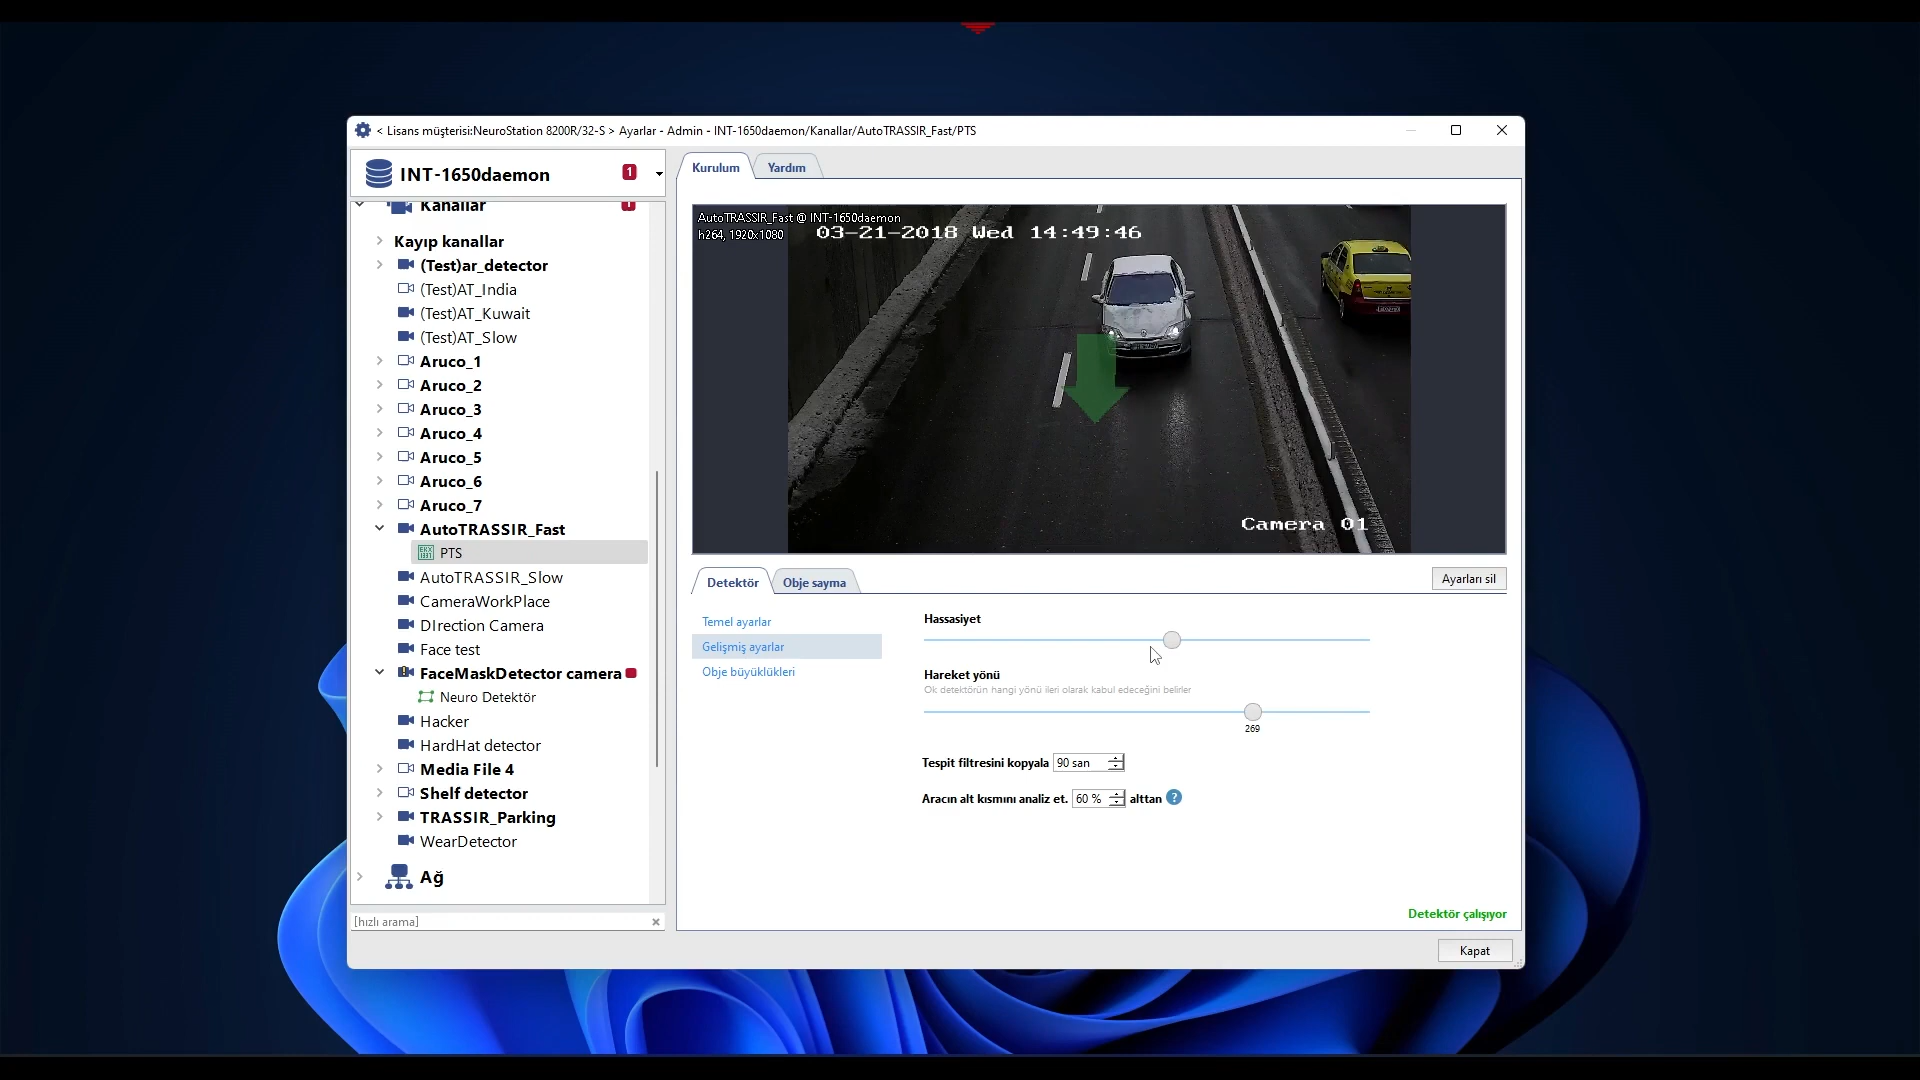 < Lisans müşterisi:NeuroStation 8200R/32-S > Ayarlar - Admin - INT-1650daemon/Kanallar/AutoTRASSIR_Fast/PTS
INT-1650daemon
1
Kanallar
1
Kayıp kanallar
(Test)ar_detector
(Test)AT_India
(Test)AT_Kuwait
(Test)AT_Slow
Aruco_1
Aruco_2
Aruco_3
Aruco_4
Aruco_5
Aruco_6
Aruco_7
AutoTRASSIR_Fast
PTS
AutoTRASSIR_Slow
CameraWorkPlace
DIrection Camera
Face test
FaceMaskDetector camera
Neuro Detektör
Hacker
HardHat detector
Media File 4
Shelf detector
TRASSIR_Parking
WearDetector
Ağ
[hızlı arama]
Kurulum
Yardım
AutoTRASSIR_Fast @ INT-1650daemon
h264, 1920x1080
03-21-2018 Wed 14:49:46
Camera 01
Detektör
Obje sayma
Ayarları sil
Temel ayarlar
Gelişmiş ayarlar
Obje büyüklükleri
Hassasiyet
Hareket yönü
Ok detektörün hangi yönü ileri olarak kabul edeceğini belirler
269
Tespit filtresini kopyala 90 san
Aracın alt kısmını analiz et. 60 % alttan ?
Detektör çalışıyor
Kapat